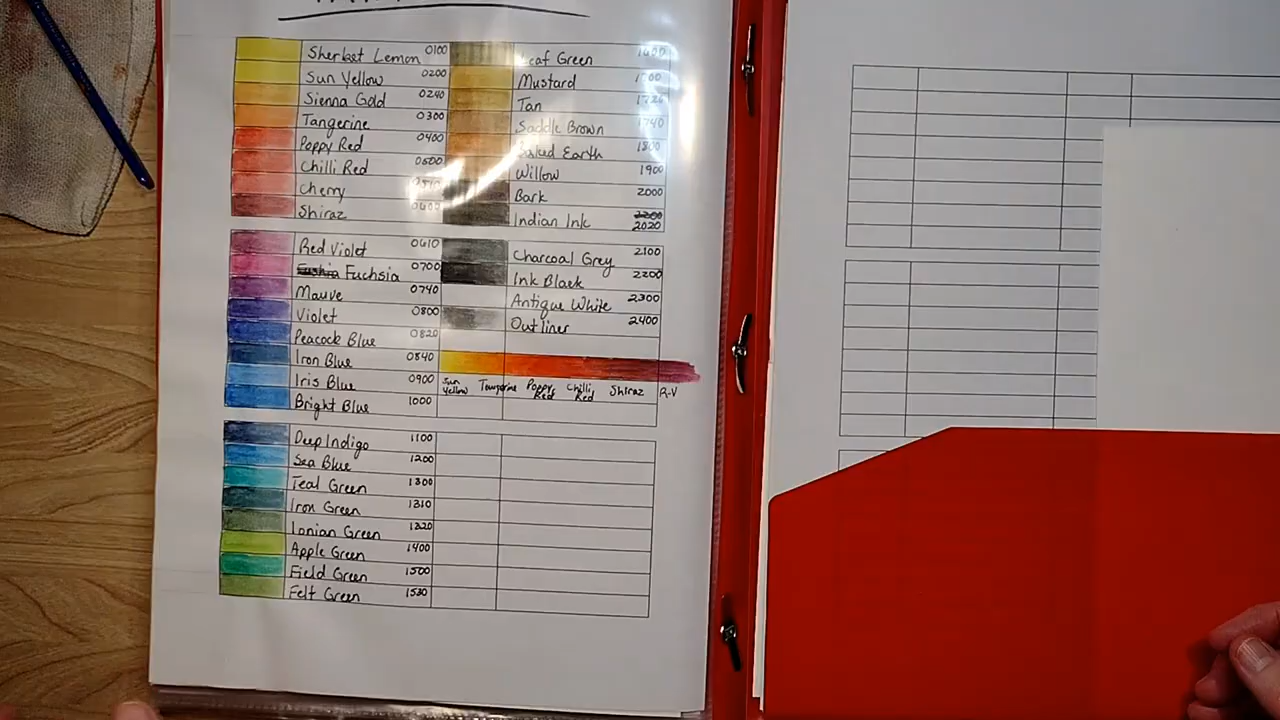 Sherbet Lemon 0100
Sun Yellow 0200
Sienna Gold 0240
Tangerine 0300
Poppy Red 0400
Chilli Red 0500
Cherry
Shiraz 0600
Red Violet 0610
Fuchsia 0700
Mauve 0740
Violet 0800
Peacock Blue 0820
Iron Blue 0840
Iris Blue 0900
Bright Blue 1000
Deep Indigo 1100
Sea Blue 1200
Teal Green 1300
Iron Green 1310
Ionian Green 1320
Apple Green 1400
Field Green 1500
Felt Green 1530
Leaf Green 1600
Mustard 1700
Tan
Saddle Brown 1740
Baked Earth 1800
Willow 1900
Bark 2000
Indian Ink 2200
2020
Charcoal Grey 2100
Ink Black 2200
Antique White 2300
Outliner 2400
Sun Yellow Tangerine Poppy Red Chilli Red Shiraz R-V